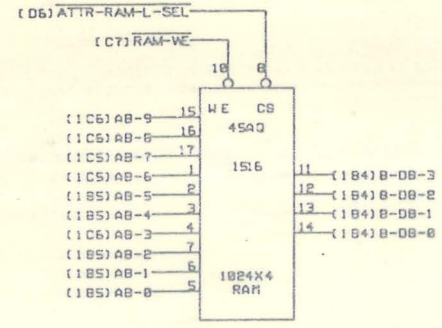 (D6) ATTR-RAM-L-SEL
(C7) RAM-WE
10 8
WE CS
45AQ
1516
1024X4
RAM
(1C6) AB-9 15
(1C6) AB-8 16
(1C5) AB-7 17
(1C5) AB-6 1
(1B5) AB-5 2
(1B5) AB-4 3
(1C6) AB-3 4
(1B5) AB-2 7
(1B5) AB-1 6
(1B5) AB-0 5
11 (1B4) B-DB-3
12 (1B4) B-DB-2
13 (1B4) B-DB-1
14 (1B4) B-DB-0